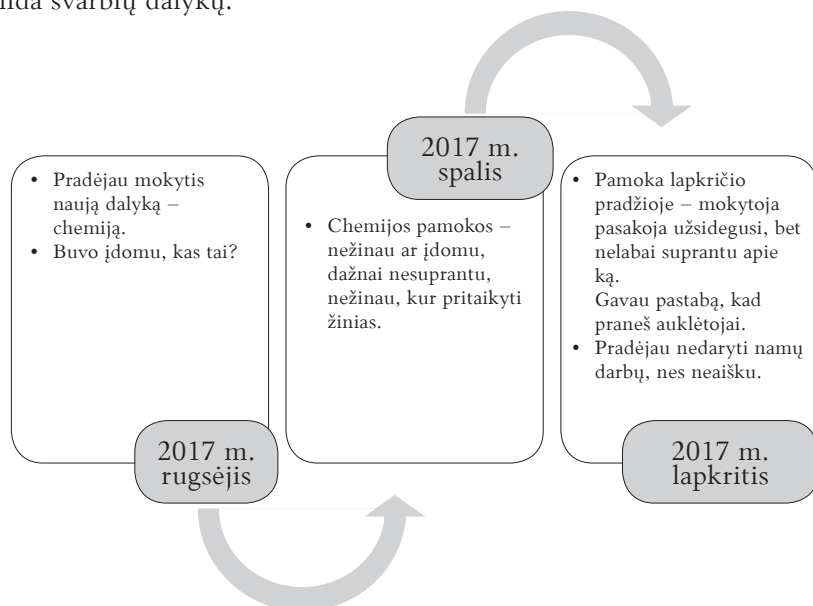 svarbių dalykų.
• Pradėjau mokytis
naują dalyką –
chemiją.
• Buvo įdomu, kas tai?
2017 m.
rugsėjis
2017 m.
spalis
• Chemijos pamokos –
nežinau ar įdomu,
dažnai nesuprantu,
nežinau, kur pritaikyti
žinias.
• Pamoka lapkričio
pradžioje – mokytoja
pasakoja užsidegusi, bet
nelabai suprantu apie
ką.
Gavau pastabą, kad
praneš auklėtojai.
• Pradėjau nedaryti namų
darbų, nes neaišku.
2017 m.
lapkritis